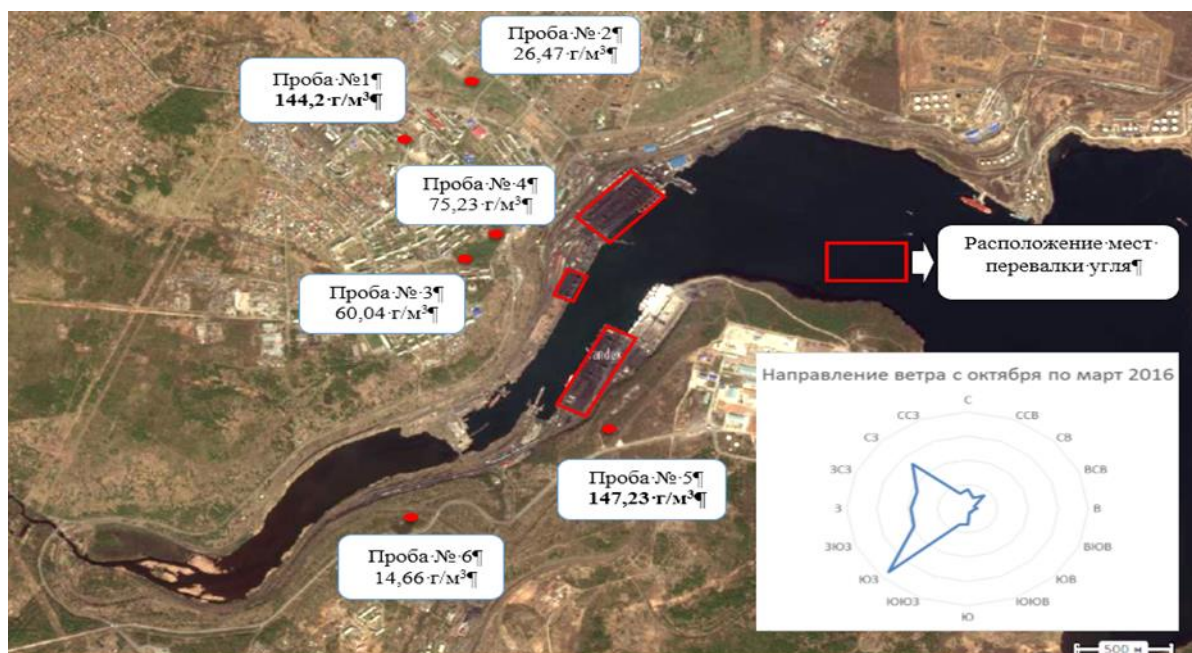 Проба·№·2¶
26,47·г/м³¶
Проба·№1¶
144,2·г/м³¶
Проба·№·4¶
75,23·г/м³¶
Проба·№·3¶
60,04·г/м³¶
Расположение·мест·
перевалки·угля¶
Yandex
Проба·№·5¶
147,23·г/м³¶
Проба·№·6¶
14,66·г/м³¶
Направление ветра с октября по март 2016
С
ССВ
СВ
ВСВ
В
ВЮВ
ЮВ
ЮЮВ
Ю
ЮЮЗ
ЮЗ
ЗЮЗ
З
ЗСЗ
СЗ
ССЗ
500 м